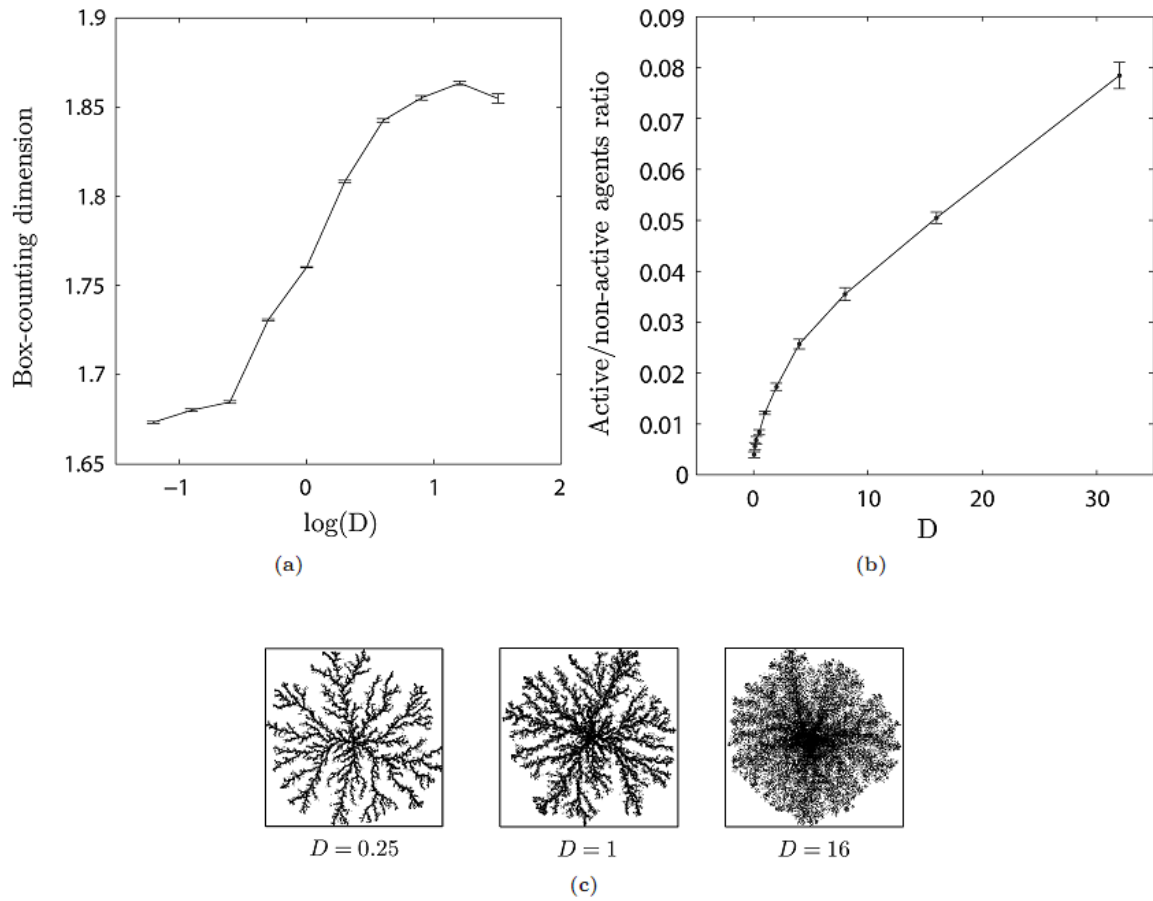 1.9
1.85
1.8
1.75
1.7
1.65
Box-counting dimension
−1
0
1
2
log(D)
(a)
0.09
0.08
0.07
0.06
0.05
0.04
0.03
0.02
0.01
0
Active/non-active agents ratio
0
10
20
30
D
(b)
D = 0.25
D = 1
D = 16
(c)